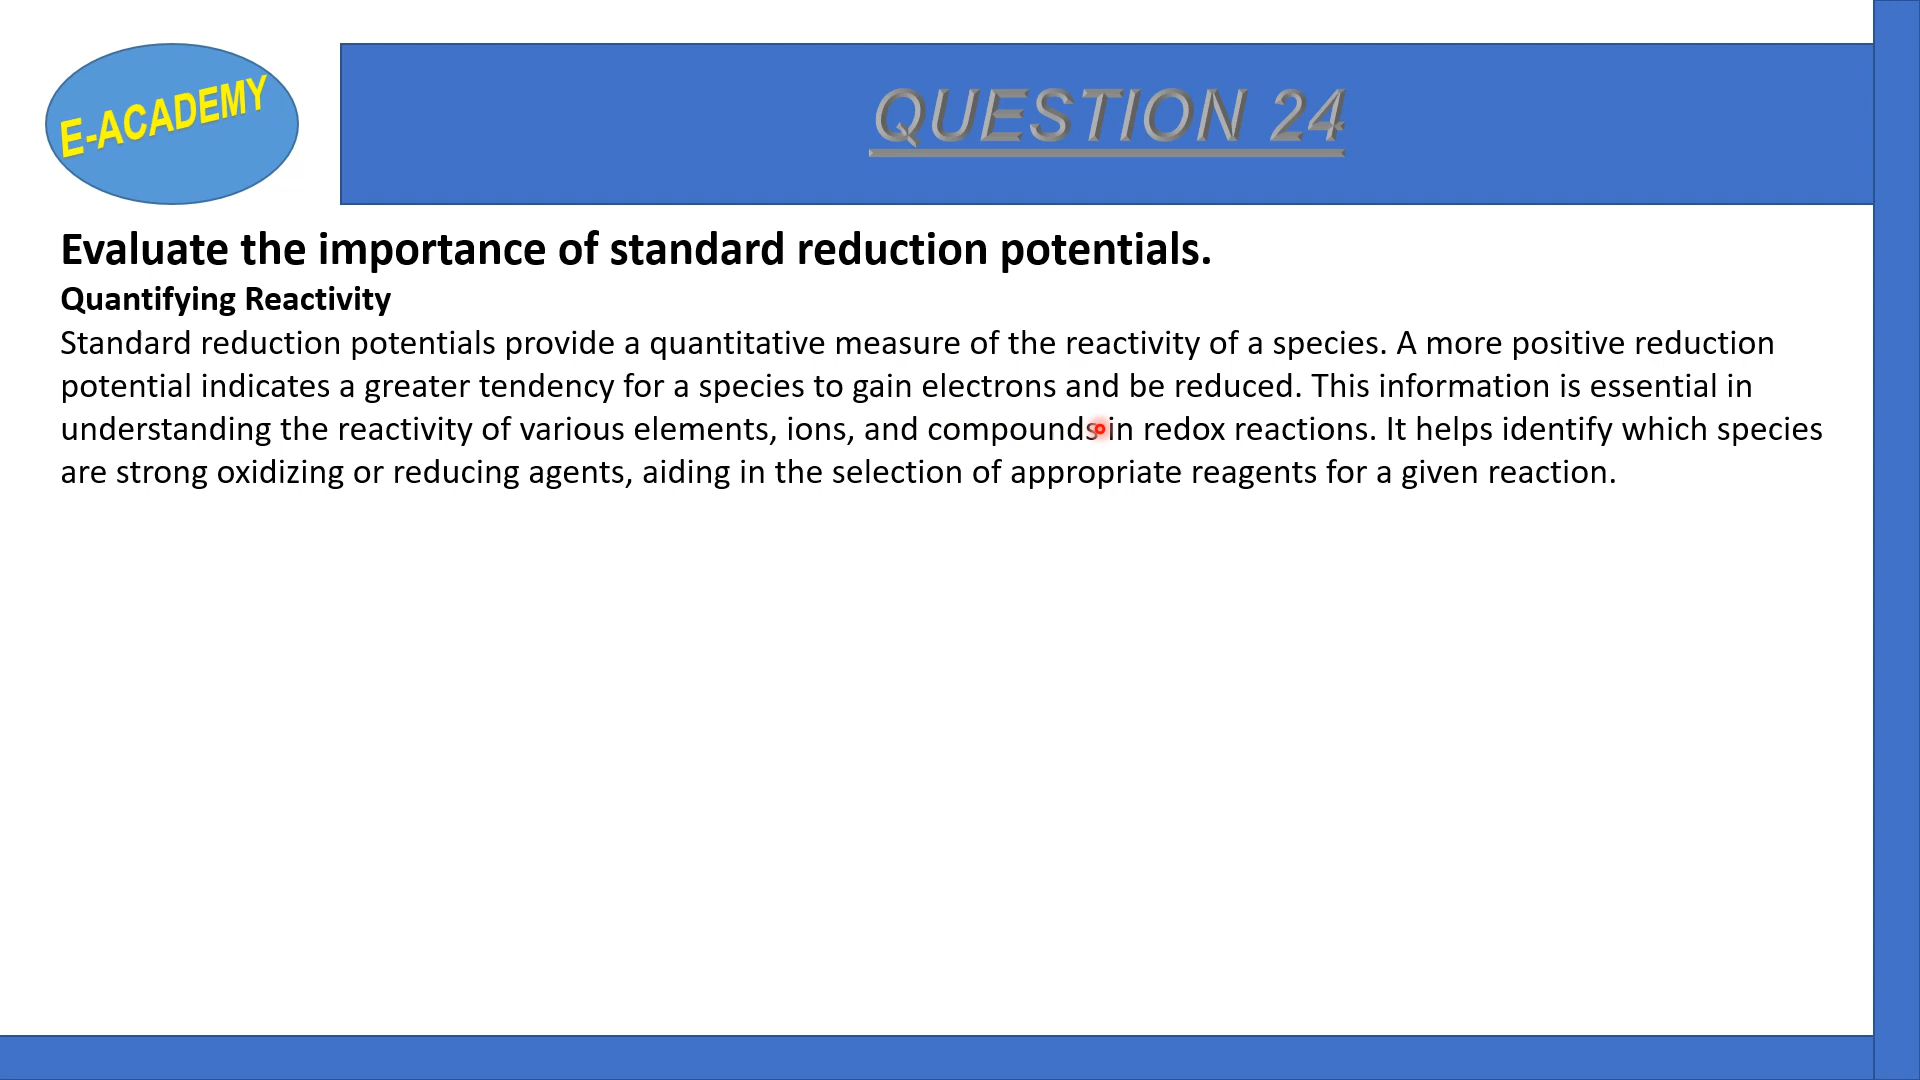 E-ACADEMY
QUESTION 24
Evaluate the importance of standard reduction potentials.
Quantifying Reactivity
Standard reduction potentials provide a quantitative measure of the reactivity of a species. A more positive reduction
potential indicates a greater tendency for a species to gain electrons and be reduced. This information is essential in
understanding the reactivity of various elements, ions, and compounds in redox reactions. It helps identify which species
are strong oxidizing or reducing agents, aiding in the selection of appropriate reagents for a given reaction.